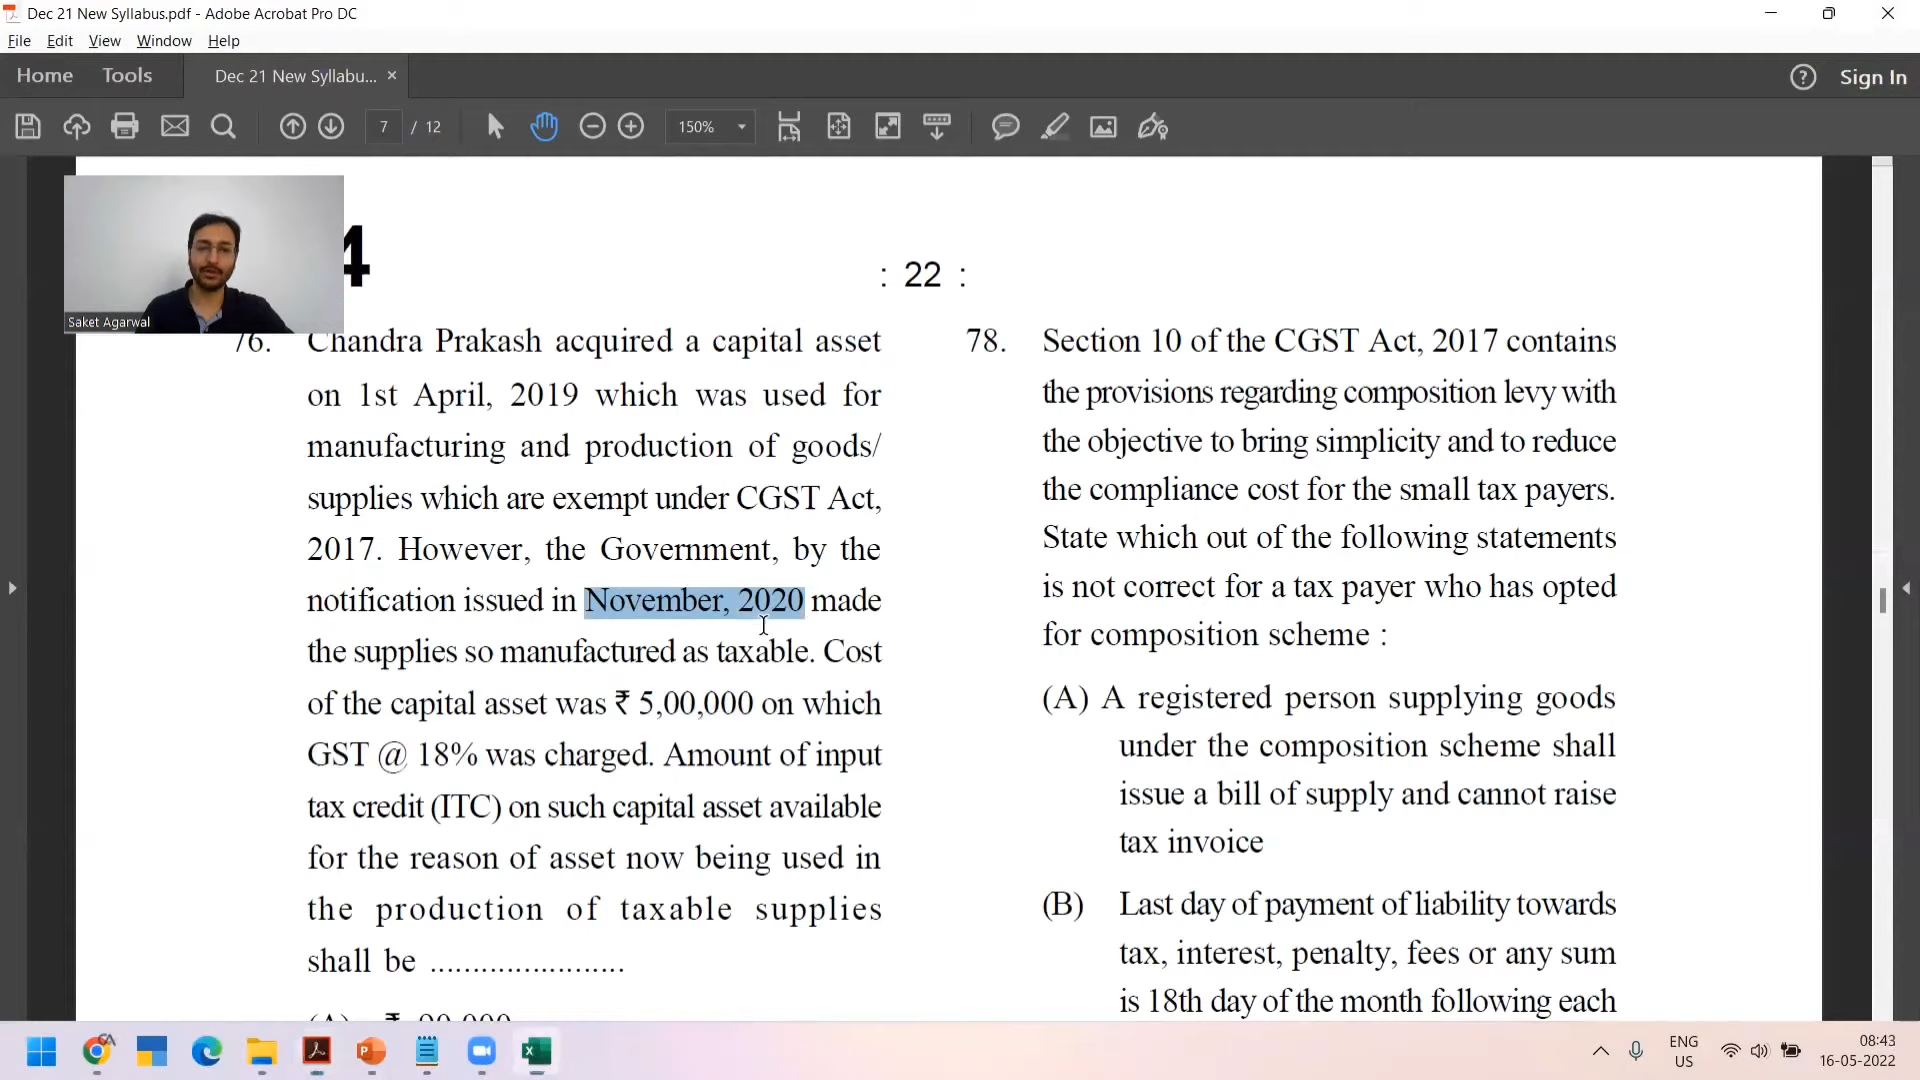 Dec 21 New Syllabus.pdf - Adobe Acrobat Pro DC
File Edit View Window Help
Home Tools Dec 21 New Syllabu... × Sign In
7 / 12 150%
4
: 22 :
Saket Agarwal
76. Chandra Prakash acquired a capital asset
on 1st April, 2019 which was used for
manufacturing and production of goods/
supplies which are exempt under CGST Act,
2017. However, the Government, by the
notification issued in November, 2020 made
the supplies so manufactured as taxable. Cost
of the capital asset was ₹ 5,00,000 on which
GST @ 18% was charged. Amount of input
tax credit (ITC) on such capital asset available
for the reason of asset now being used in
the production of taxable supplies
shall be .......................
(A) ₹ 90,000
78. Section 10 of the CGST Act, 2017 contains
the provisions regarding composition levy with
the objective to bring simplicity and to reduce
the compliance cost for the small tax payers.
State which out of the following statements
is not correct for a tax payer who has opted
for composition scheme :
(A) A registered person supplying goods
under the composition scheme shall
issue a bill of supply and cannot raise
tax invoice
(B) Last day of payment of liability towards
tax, interest, penalty, fees or any sum
is 18th day of the month following each
ENG
US
08:43
16-05-2022